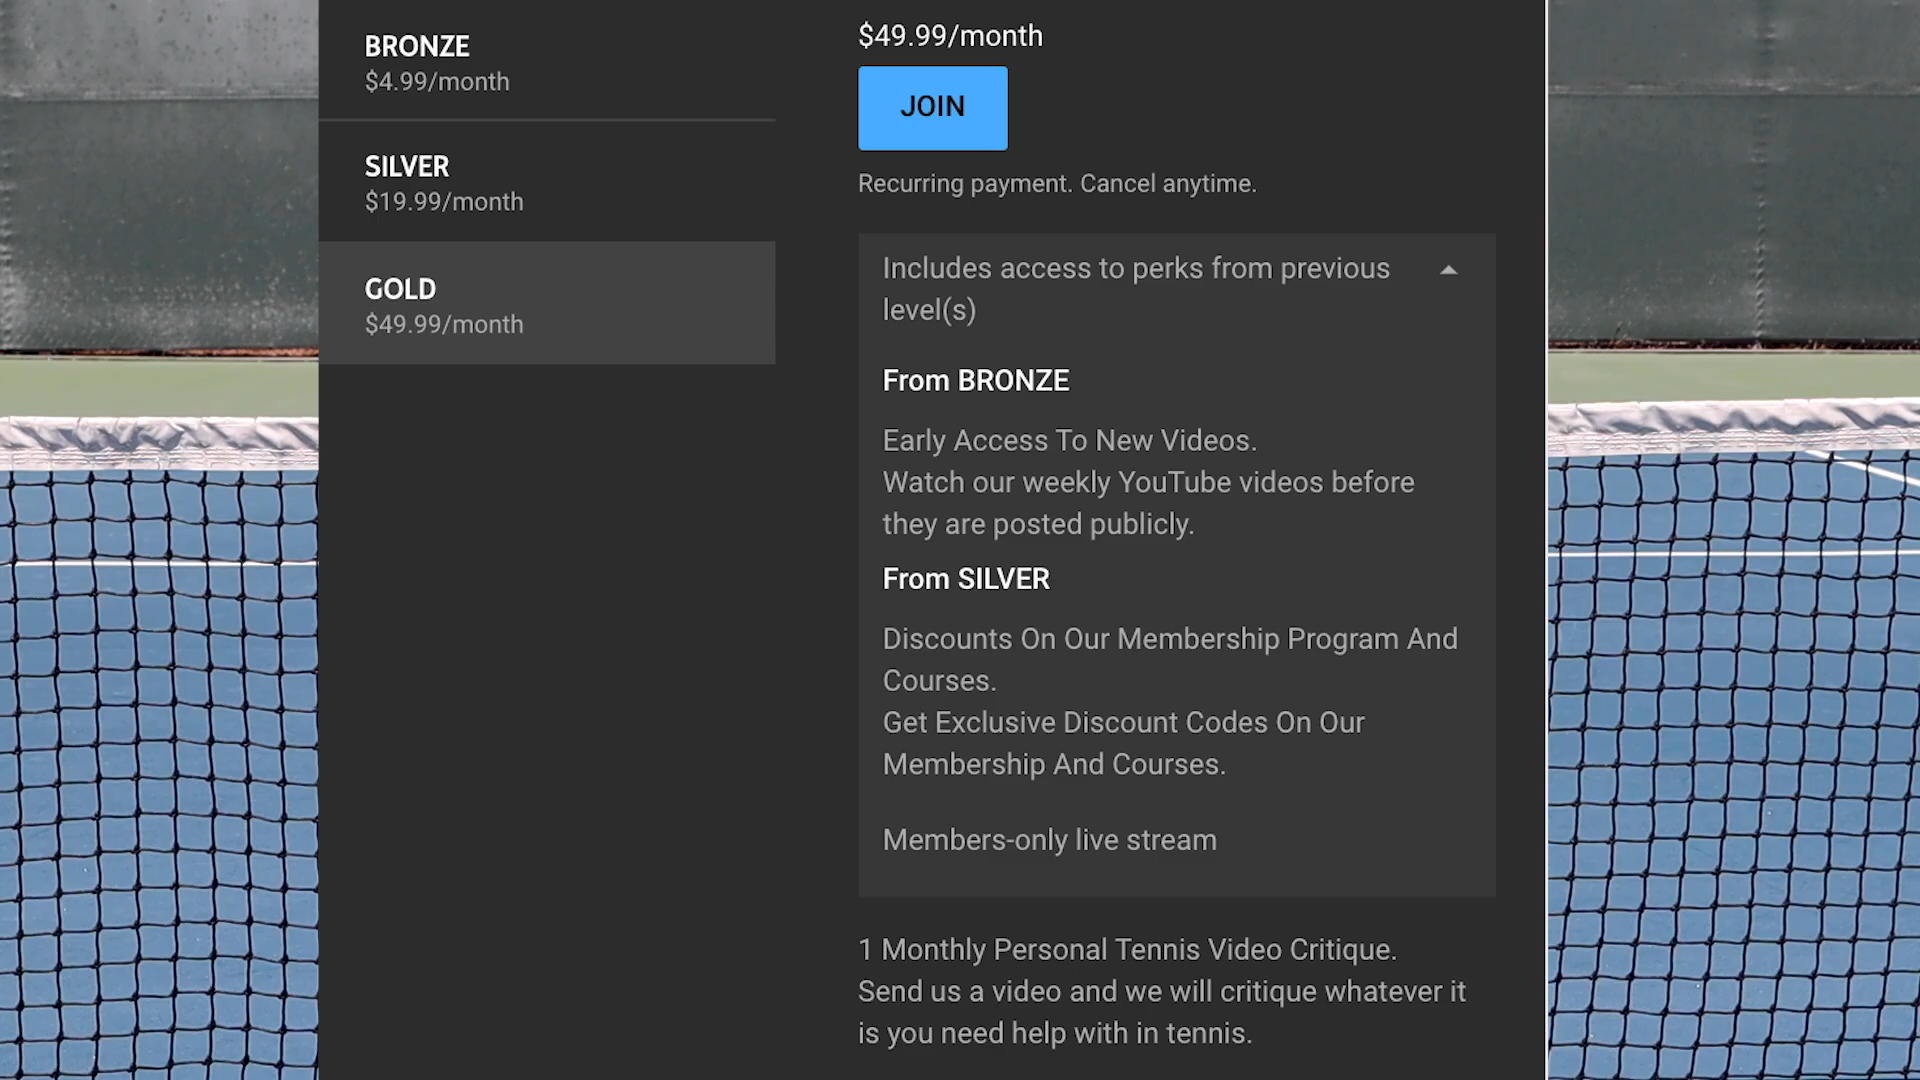 BRONZE
$4.99/month
SILVER
$19.99/month
GOLD
$49.99/month
$49.99/month
JOIN
Recurring payment. Cancel anytime.
Includes access to perks from previous
level(s)
From BRONZE
Early Access To New Videos.
Watch our weekly YouTube videos before
they are posted publicly.
From SILVER
Discounts On Our Membership Program And
Courses.
Get Exclusive Discount Codes On Our
Membership And Courses.
Members-only live stream
1 Monthly Personal Tennis Video Critique.
Send us a video and we will critique whatever it
is you need help with in tennis.